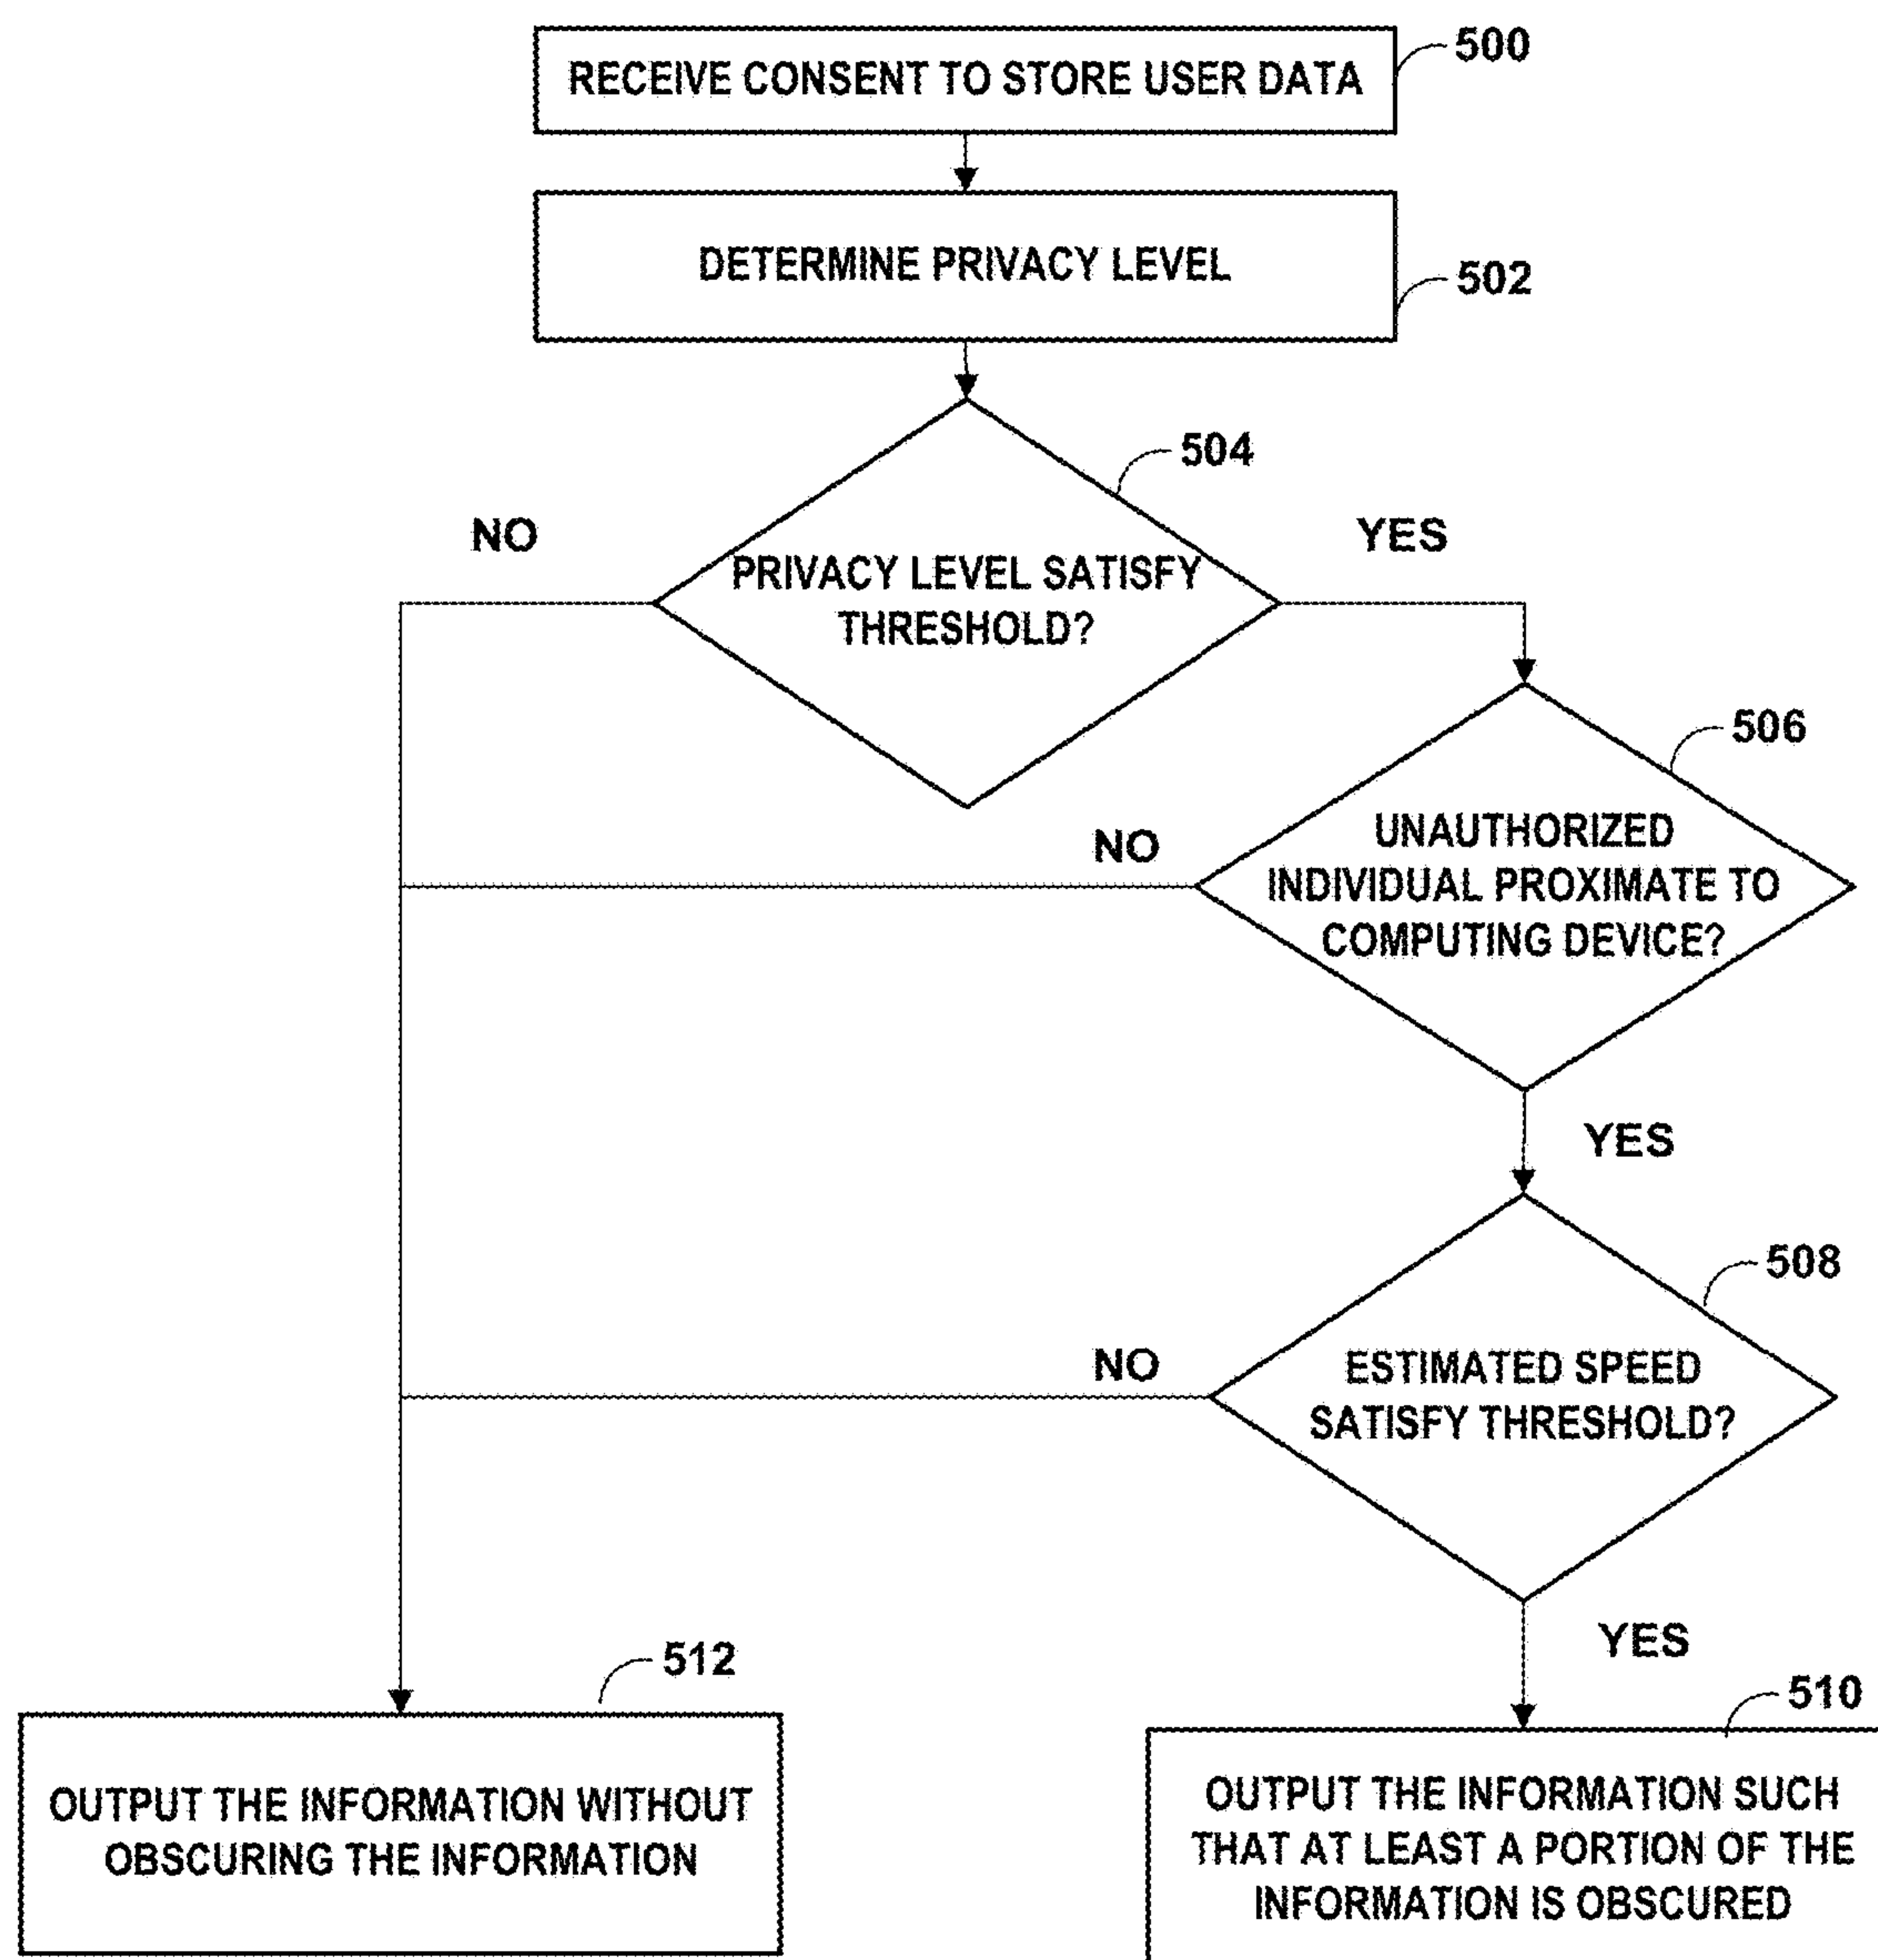 RECEIVE CONSENT TO STORE USER DATA
500
DETERMINE PRIVACY LEVEL
502
504
NO
YES
PRIVACY LEVEL SATISFY
THRESHOLD?
506
NO
UNAUTHORIZED
INDIVIDUAL PROXIMATE TO
COMPUTING DEVICE?
YES
508
NO
ESTIMATED SPEED
SATISFY THRESHOLD?
YES
512
510
OUTPUT THE INFORMATION WITHOUT
OBSCURING THE INFORMATION
OUTPUT THE INFORMATION SUCH
THAT AT LEAST A PORTION OF THE
INFORMATION IS OBSCURED